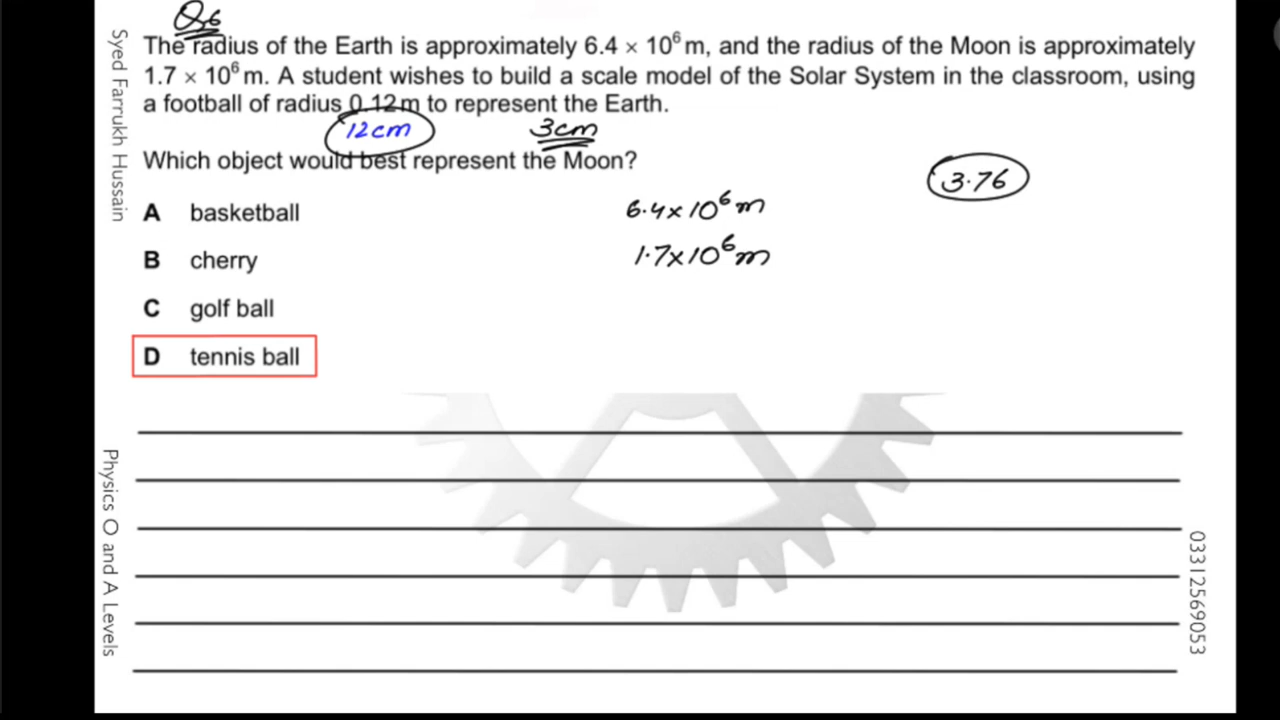 Q6
The radius of the Earth is approximately 6.4 × 10⁶ m, and the radius of the Moon is approximately
1.7 × 10⁶ m. A student wishes to build a scale model of the Solar System in the classroom, using
a football of radius 0.12 m to represent the Earth.
12cm 3cm
Which object would best represent the Moon?
3.76
A basketball
6.4×10⁶m
B cherry
1.7×10⁶m
C golf ball
D tennis ball
Syed Farrukh Hussain
Physics O and A Levels
03312569053